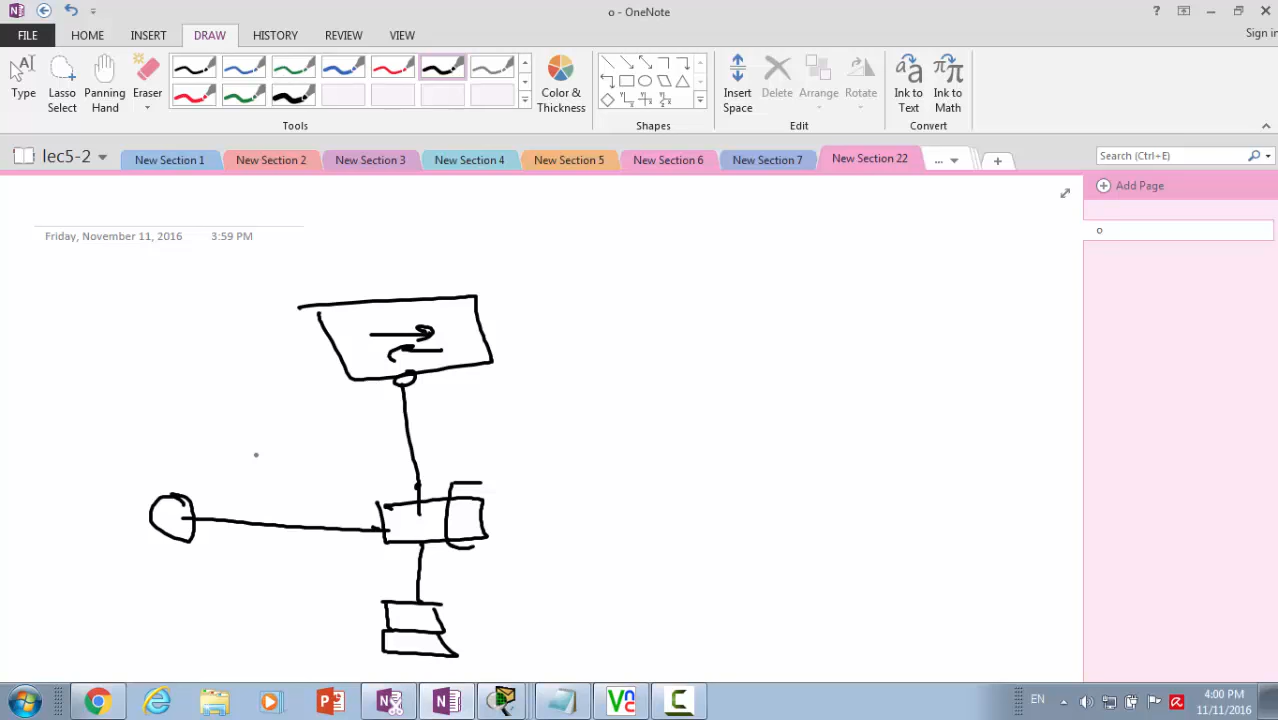 o - OneNote
?
Sign in
FILE HOME INSERT DRAW HISTORY REVIEW VIEW
Type
Lasso Select
Panning Hand
Eraser
Color & Thickness
Insert Space
Delete
Arrange
Rotate
Ink to Text
Ink to Math
Tools
Shapes
Edit
Convert
lec5-2
New Section 1
New Section 2
New Section 3
New Section 4
New Section 5
New Section 6
New Section 7
New Section 22
...
Search (Ctrl+E)
Add Page
o
Friday, November 11, 2016 3:59 PM
EN
4:00 PM
11/11/2016